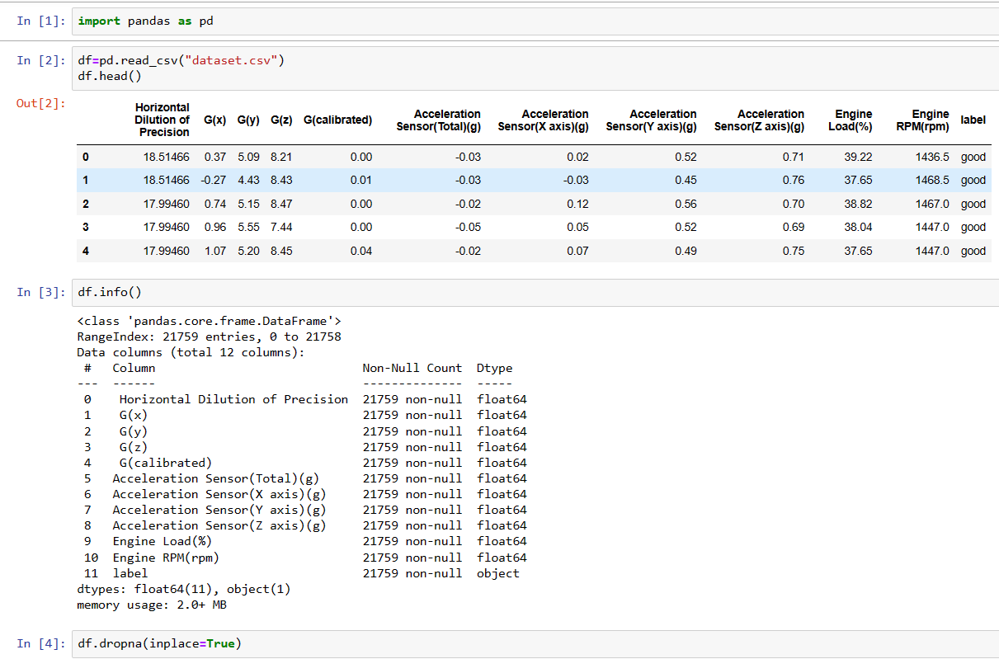 In [1]: import pandas as pd
In [2]: df=pd.read_csv("dataset.csv")
df.head()
Out[2]:
Horizontal Dilution of Precision G(x) G(y) G(z) G(calibrated) Acceleration Sensor(Total)(g) Acceleration Sensor(X axis)(g) Acceleration Sensor(Y axis)(g) Acceleration Sensor(Z axis)(g) Engine Load(%) Engine RPM(rpm) label
0 18.51466 0.37 5.09 8.21 0.00 -0.03 0.02 0.52 0.71 39.22 1436.5 good
1 18.51466 -0.27 4.43 8.43 0.01 -0.03 -0.03 0.45 0.76 37.65 1468.5 good
2 17.99460 0.74 5.15 8.47 0.00 -0.02 0.12 0.56 0.70 38.82 1467.0 good
3 17.99460 0.96 5.55 7.44 0.00 -0.05 0.05 0.52 0.69 38.04 1447.0 good
4 17.99460 1.07 5.20 8.45 0.04 -0.02 0.07 0.49 0.75 37.65 1447.0 good
In [3]: df.info()
<class 'pandas.core.frame.DataFrame'>
RangeIndex: 21759 entries, 0 to 21758
Data columns (total 12 columns):
 #   Column                            Non-Null Count  Dtype
---  ------                            --------------  -----
 0    Horizontal Dilution of Precision  21759 non-null  float64
 1    G(x)                              21759 non-null  float64
 2    G(y)                              21759 non-null  float64
 3    G(z)                              21759 non-null  float64
 4    G(calibrated)                     21759 non-null  float64
 5   Acceleration Sensor(Total)(g)      21759 non-null  float64
 6   Acceleration Sensor(X axis)(g)     21759 non-null  float64
 7   Acceleration Sensor(Y axis)(g)     21759 non-null  float64
 8   Acceleration Sensor(Z axis)(g)     21759 non-null  float64
 9   Engine Load(%)                     21759 non-null  float64
 10  Engine RPM(rpm)                    21759 non-null  float64
 11  label                              21759 non-null  object
dtypes: float64(11), object(1)
memory usage: 2.0+ MB
In [4]: df.dropna(inplace=True)